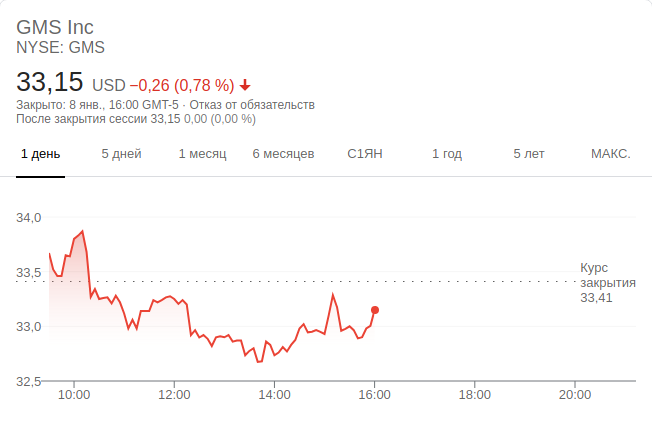 GMS Inc
NYSE: GMS
33,15 USD −0,26 (0,78 %)
Закрыто: 8 янв., 16:00 GMT-5 · Отказ от обязательств
После закрытия сессии 33,15 0,00 (0,00 %)
1 день 5 дней 1 месяц 6 месяцев С1ЯН 1 год 5 лет МАКС.
34,0
33,5
33,0
32,5
Курс
закрытия
33,41
10:00 12:00 14:00 16:00 18:00 20:00